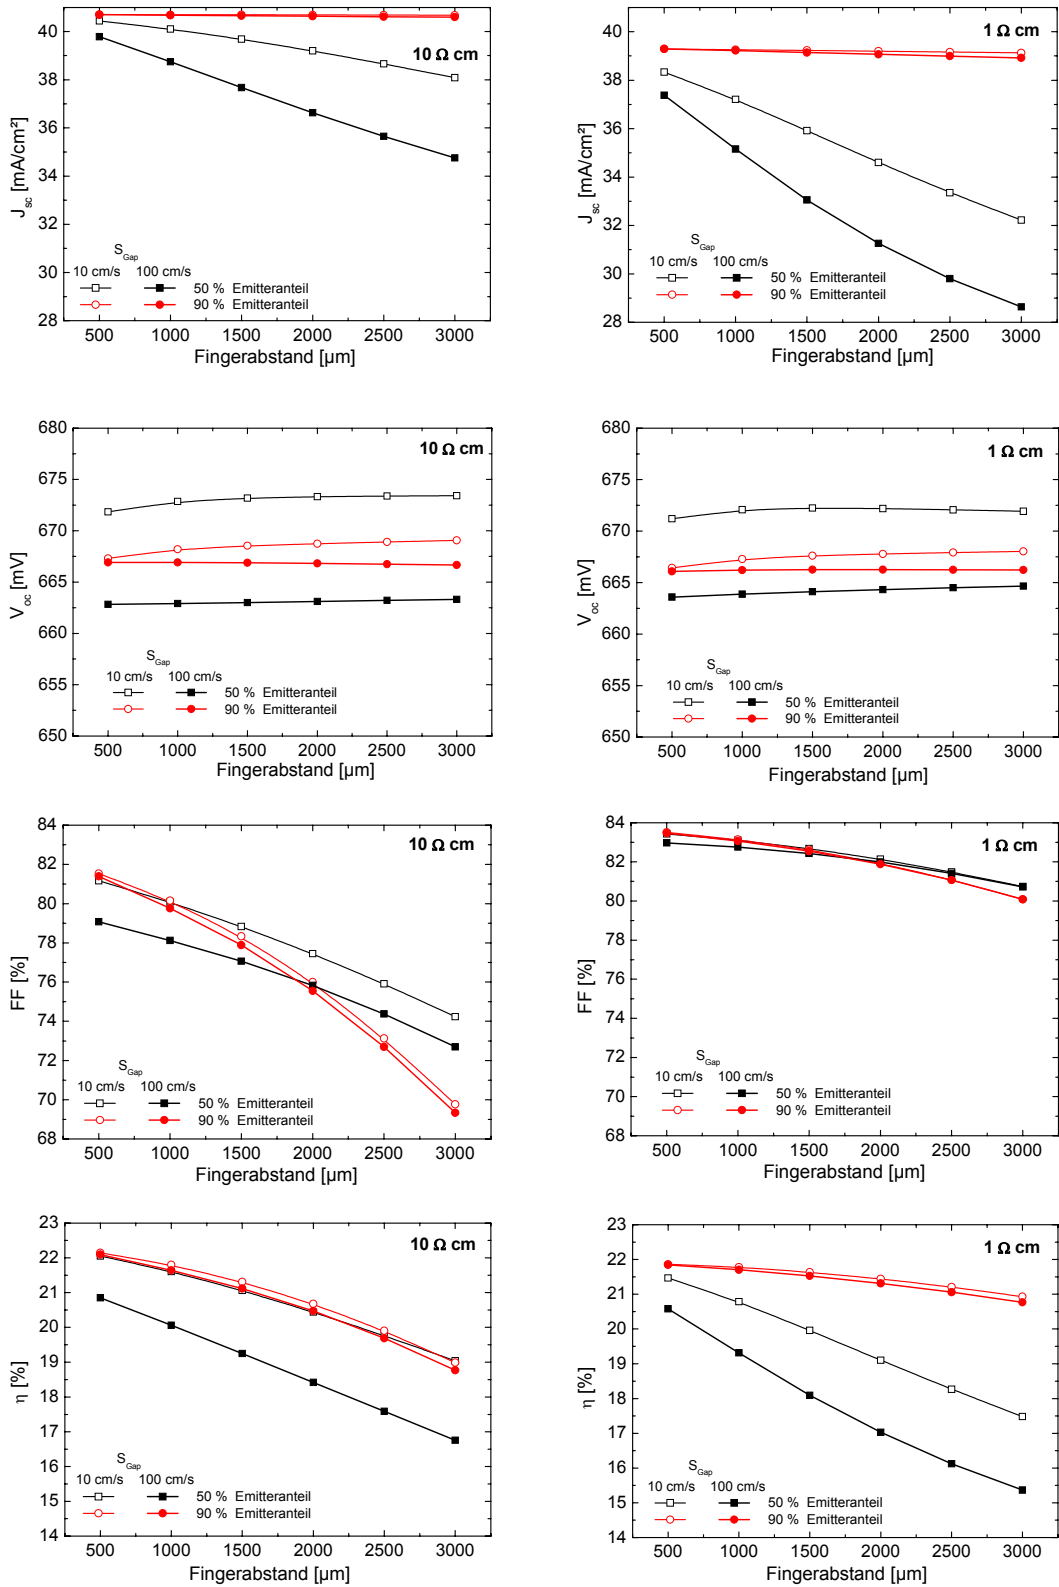 10 Ω cm
J_sc [mA/cm²]
40
38
36
34
32
30
28
S_Gap
10 cm/s 100 cm/s
50 % Emitteranteil
90 % Emitteranteil
500 1000 1500 2000 2500 3000
Fingerabstand [µm]
1 Ω cm
J_sc [mA/cm²]
40
38
36
34
32
30
28
S_Gap
10 cm/s 100 cm/s
50 % Emitteranteil
90 % Emitteranteil
500 1000 1500 2000 2500 3000
Fingerabstand [µm]
10 Ω cm
V_oc [mV]
680
675
670
665
660
655
650
S_Gap
10 cm/s 100 cm/s
50 % Emitteranteil
90 % Emitteranteil
500 1000 1500 2000 2500 3000
Fingerabstand [µm]
1 Ω cm
V_oc [mV]
680
675
670
665
660
655
650
S_Gap
10 cm/s 100 cm/s
50 % Emitteranteil
90 % Emitteranteil
500 1000 1500 2000 2500 3000
Fingerabstand [µm]
10 Ω cm
FF [%]
84
82
80
78
76
74
72
70
68
S_Gap
10 cm/s 100 cm/s
50 % Emitteranteil
90 % Emitteranteil
500 1000 1500 2000 2500 3000
Fingerabstand [µm]
1 Ω cm
FF [%]
84
82
80
78
76
74
72
70
68
S_Gap
10 cm/s 100 cm/s
50 % Emitteranteil
90 % Emitteranteil
500 1000 1500 2000 2500 3000
Fingerabstand [µm]
10 Ω cm
η [%]
23
22
21
20
19
18
17
16
15
14
S_Gap
10 cm/s 100 cm/s
50 % Emitteranteil
90 % Emitteranteil
500 1000 1500 2000 2500 3000
Fingerabstand [µm]
1 Ω cm
η [%]
23
22
21
20
19
18
17
16
15
14
S_Gap
10 cm/s 100 cm/s
50 % Emitteranteil
90 % Emitteranteil
500 1000 1500 2000 2500 3000
Fingerabstand [µm]